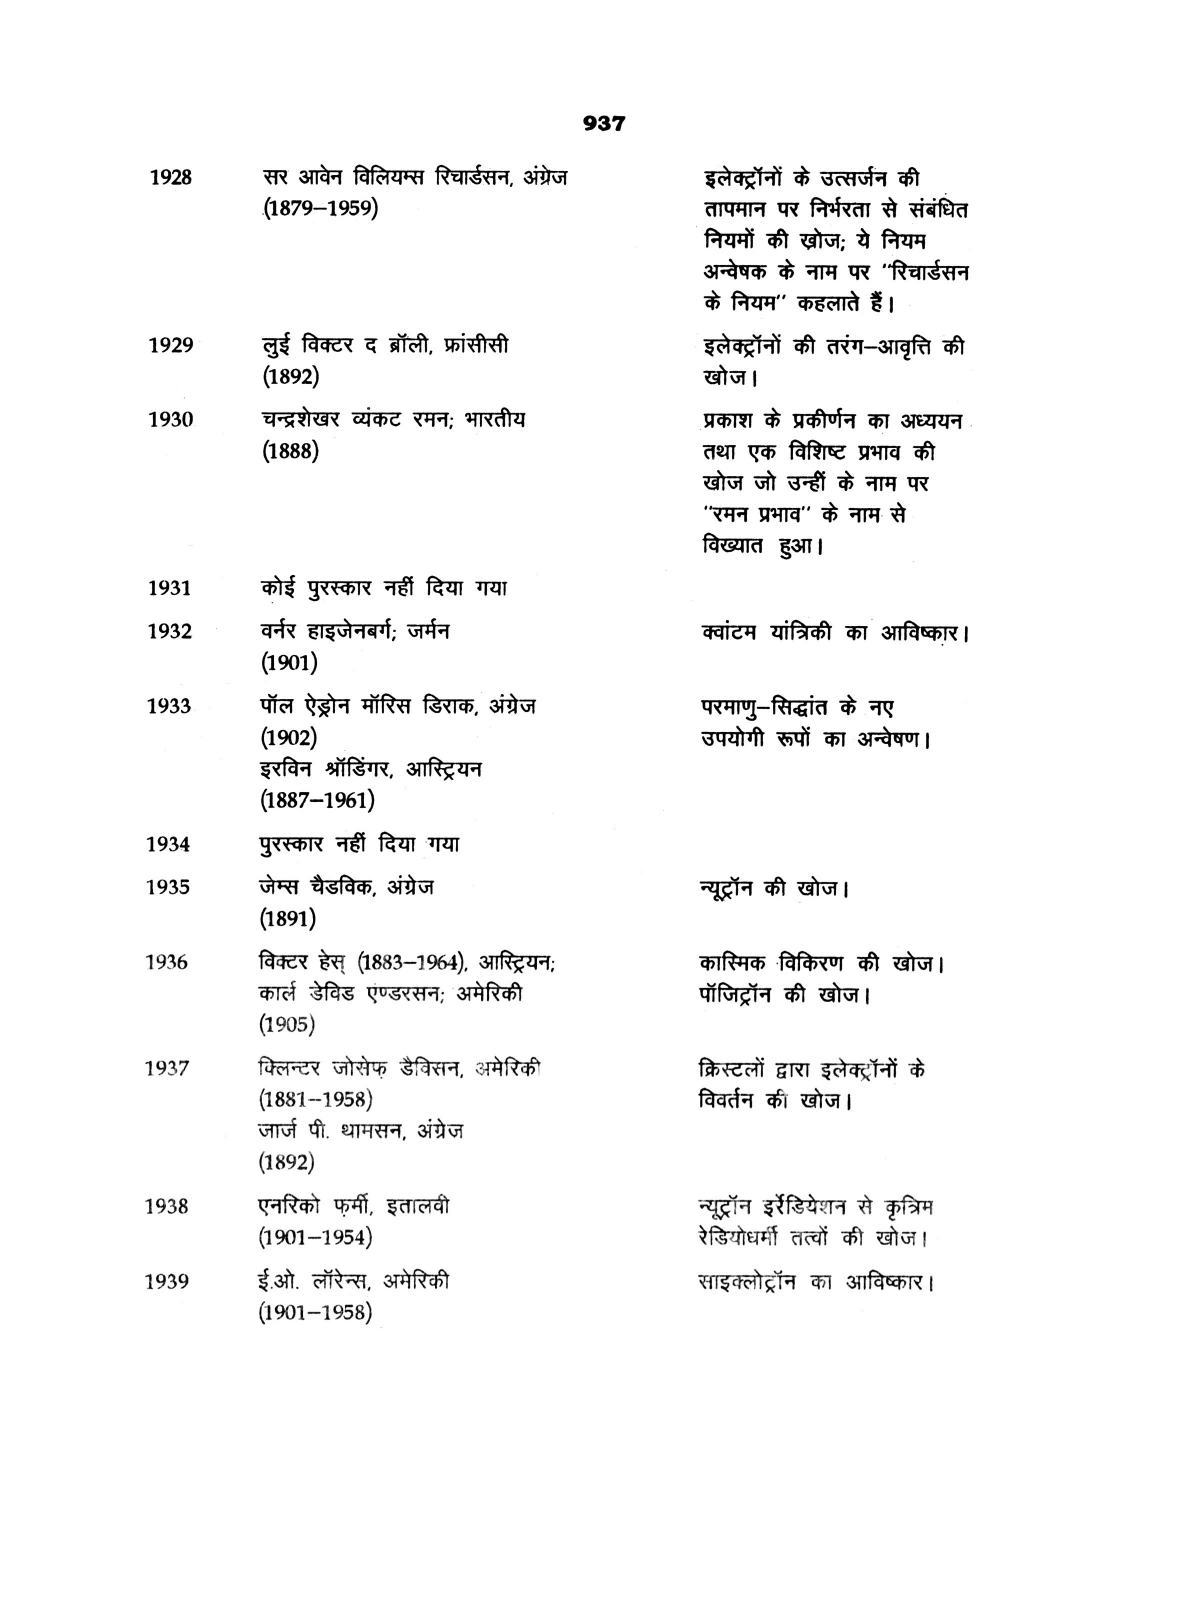 937
1928 सर आवेन विलियम्स रिचार्डसन, अंग्रेज इलेक्ट्रॉनों के उत्सर्जन की
(1879–1959) तापमान पर निर्भरता से संबंधित
नियमों की खोज; ये नियम
अन्वेषक के नाम पर “रिचार्डसन
के नियम” कहलाते हैं।
1929 लुई विक्टर द ब्रॉली, फ्रांसीसी इलेक्ट्रॉनों की तरंग–आवृत्ति की
(1892) खोज।
1930 चन्द्रशेखर व्यंकट रमन; भारतीय प्रकाश के प्रकीर्णन का अध्ययन
(1888) तथा एक विशिष्ट प्रभाव की
खोज जो उन्हीं के नाम पर
“रमन प्रभाव” के नाम से
विख्यात हुआ।
1931 कोई पुरस्कार नहीं दिया गया
1932 वर्नर हाइजेनबर्ग; जर्मन क्वांटम यांत्रिकी का आविष्कार।
(1901)
1933 पॉल ऐड्रोन मॉरिस डिराक, अंग्रेज परमाणु–सिद्धांत के नए
(1902) उपयोगी रूपों का अन्वेषण।
इरविन श्रॉडिंगर, आस्ट्रियन
(1887–1961)
1934 पुरस्कार नहीं दिया गया
1935 जेम्स चैडविक, अंग्रेज न्यूट्रॉन की खोज।
(1891)
1936 विक्टर हेस् (1883–1964), आस्ट्रियन; कास्मिक विकिरण की खोज।
कार्ल डेविड एण्डरसन; अमेरिकी पॉजिट्रॉन की खोज।
(1905)
1937 क्लिन्टर जोसेफ़ डैविसन, अमेरिकी क्रिस्टलों द्वारा इलेक्ट्रॉनों के
(1881–1958) विवर्तन की खोज।
जार्ज पी. थामसन, अंग्रेज
(1892)
1938 एनरिको फर्मी, इतालवी न्यूट्रॉन इर्रेडियेशन से कृत्रिम
(1901–1954) रेडियोधर्मी तत्वों की खोज।
1939 ई.ओ. लॉरेन्स, अमेरिकी साइक्लोट्रॉन का आविष्कार।
(1901–1958)